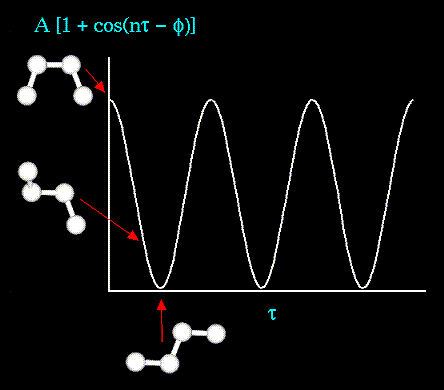 A [1 + cos(nτ − ϕ)]
τ